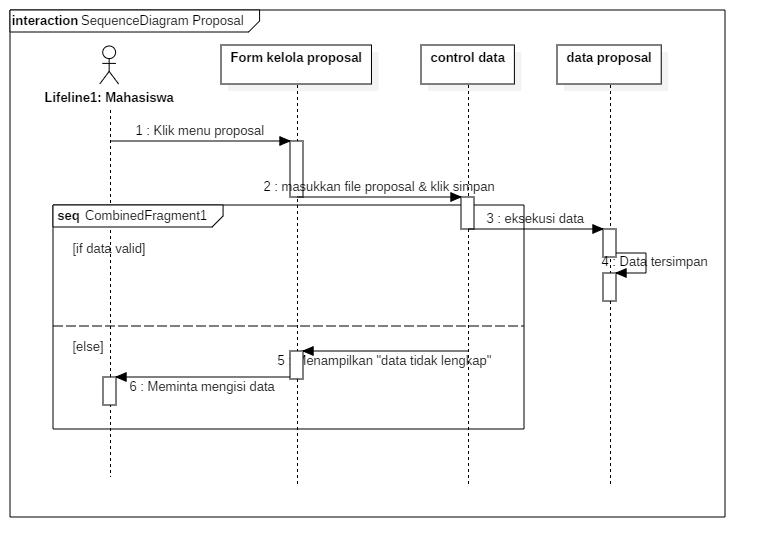 interaction SequenceDiagram Proposal
Form kelola proposal
control data
data proposal
Lifeline1: Mahasiswa
1 : Klik menu proposal
2 : masukkan file proposal & klik simpan
seq CombinedFragment1
3 : eksekusi data
[if data valid]
4 : Data tersimpan
[else]
5 : Menampilkan "data tidak lengkap"
6 : Meminta mengisi data